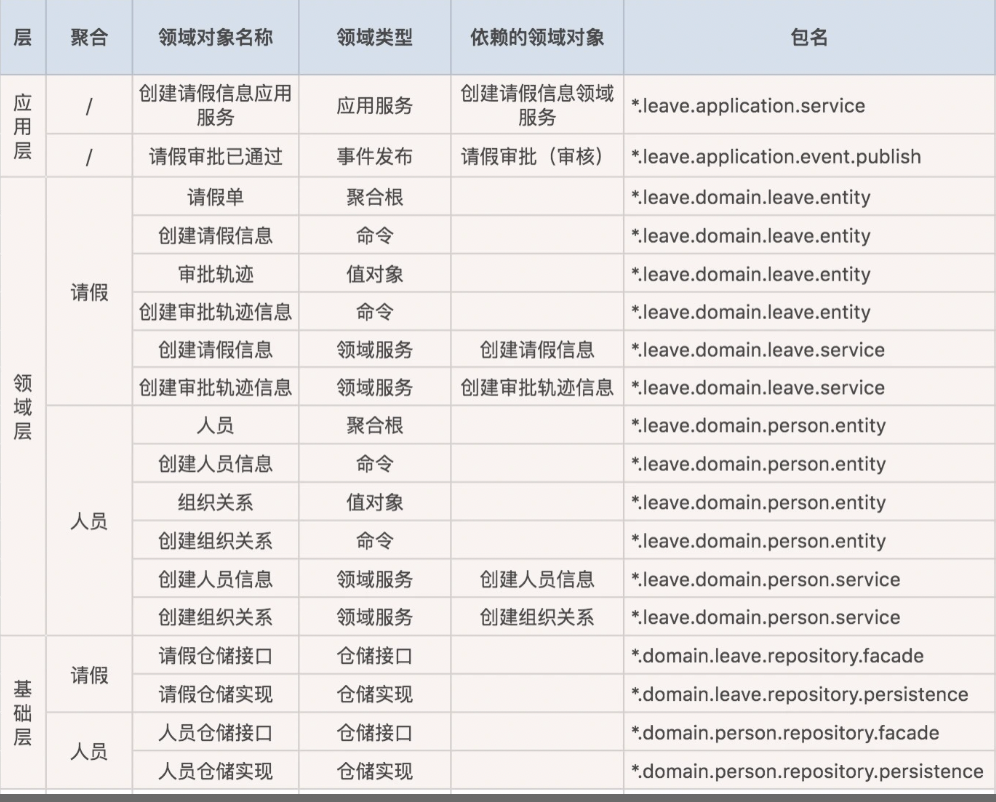 层 聚合 领域对象名称 领域类型 依赖的领域对象 包名
应用层 / 创建请假信息应用服务 应用服务 创建请假信息领域服务 *.leave.application.service
/ 请假审批已通过 事件发布 请假审批（审核） *.leave.application.event.publish
领域层 请假 请假单 聚合根 *.leave.domain.leave.entity
创建请假信息 命令 *.leave.domain.leave.entity
审批轨迹 值对象 *.leave.domain.leave.entity
创建审批轨迹信息 命令 *.leave.domain.leave.entity
创建请假信息 领域服务 创建请假信息 *.leave.domain.leave.service
创建审批轨迹信息 领域服务 创建审批轨迹信息 *.leave.domain.leave.service
人员 人员 聚合根 *.leave.domain.person.entity
创建人员信息 命令 *.leave.domain.person.entity
组织关系 值对象 *.leave.domain.person.entity
创建组织关系 命令 *.leave.domain.person.entity
创建人员信息 领域服务 创建人员信息 *.leave.domain.person.service
创建组织关系 领域服务 创建组织关系 *.leave.domain.person.service
基础层 请假 请假仓储接口 仓储接口 *.domain.leave.repository.facade
请假仓储实现 仓储实现 *.domain.leave.repository.persistence
人员 人员仓储接口 仓储接口 *.domain.person.repository.facade
人员仓储实现 仓储实现 *.domain.person.repository.persistence